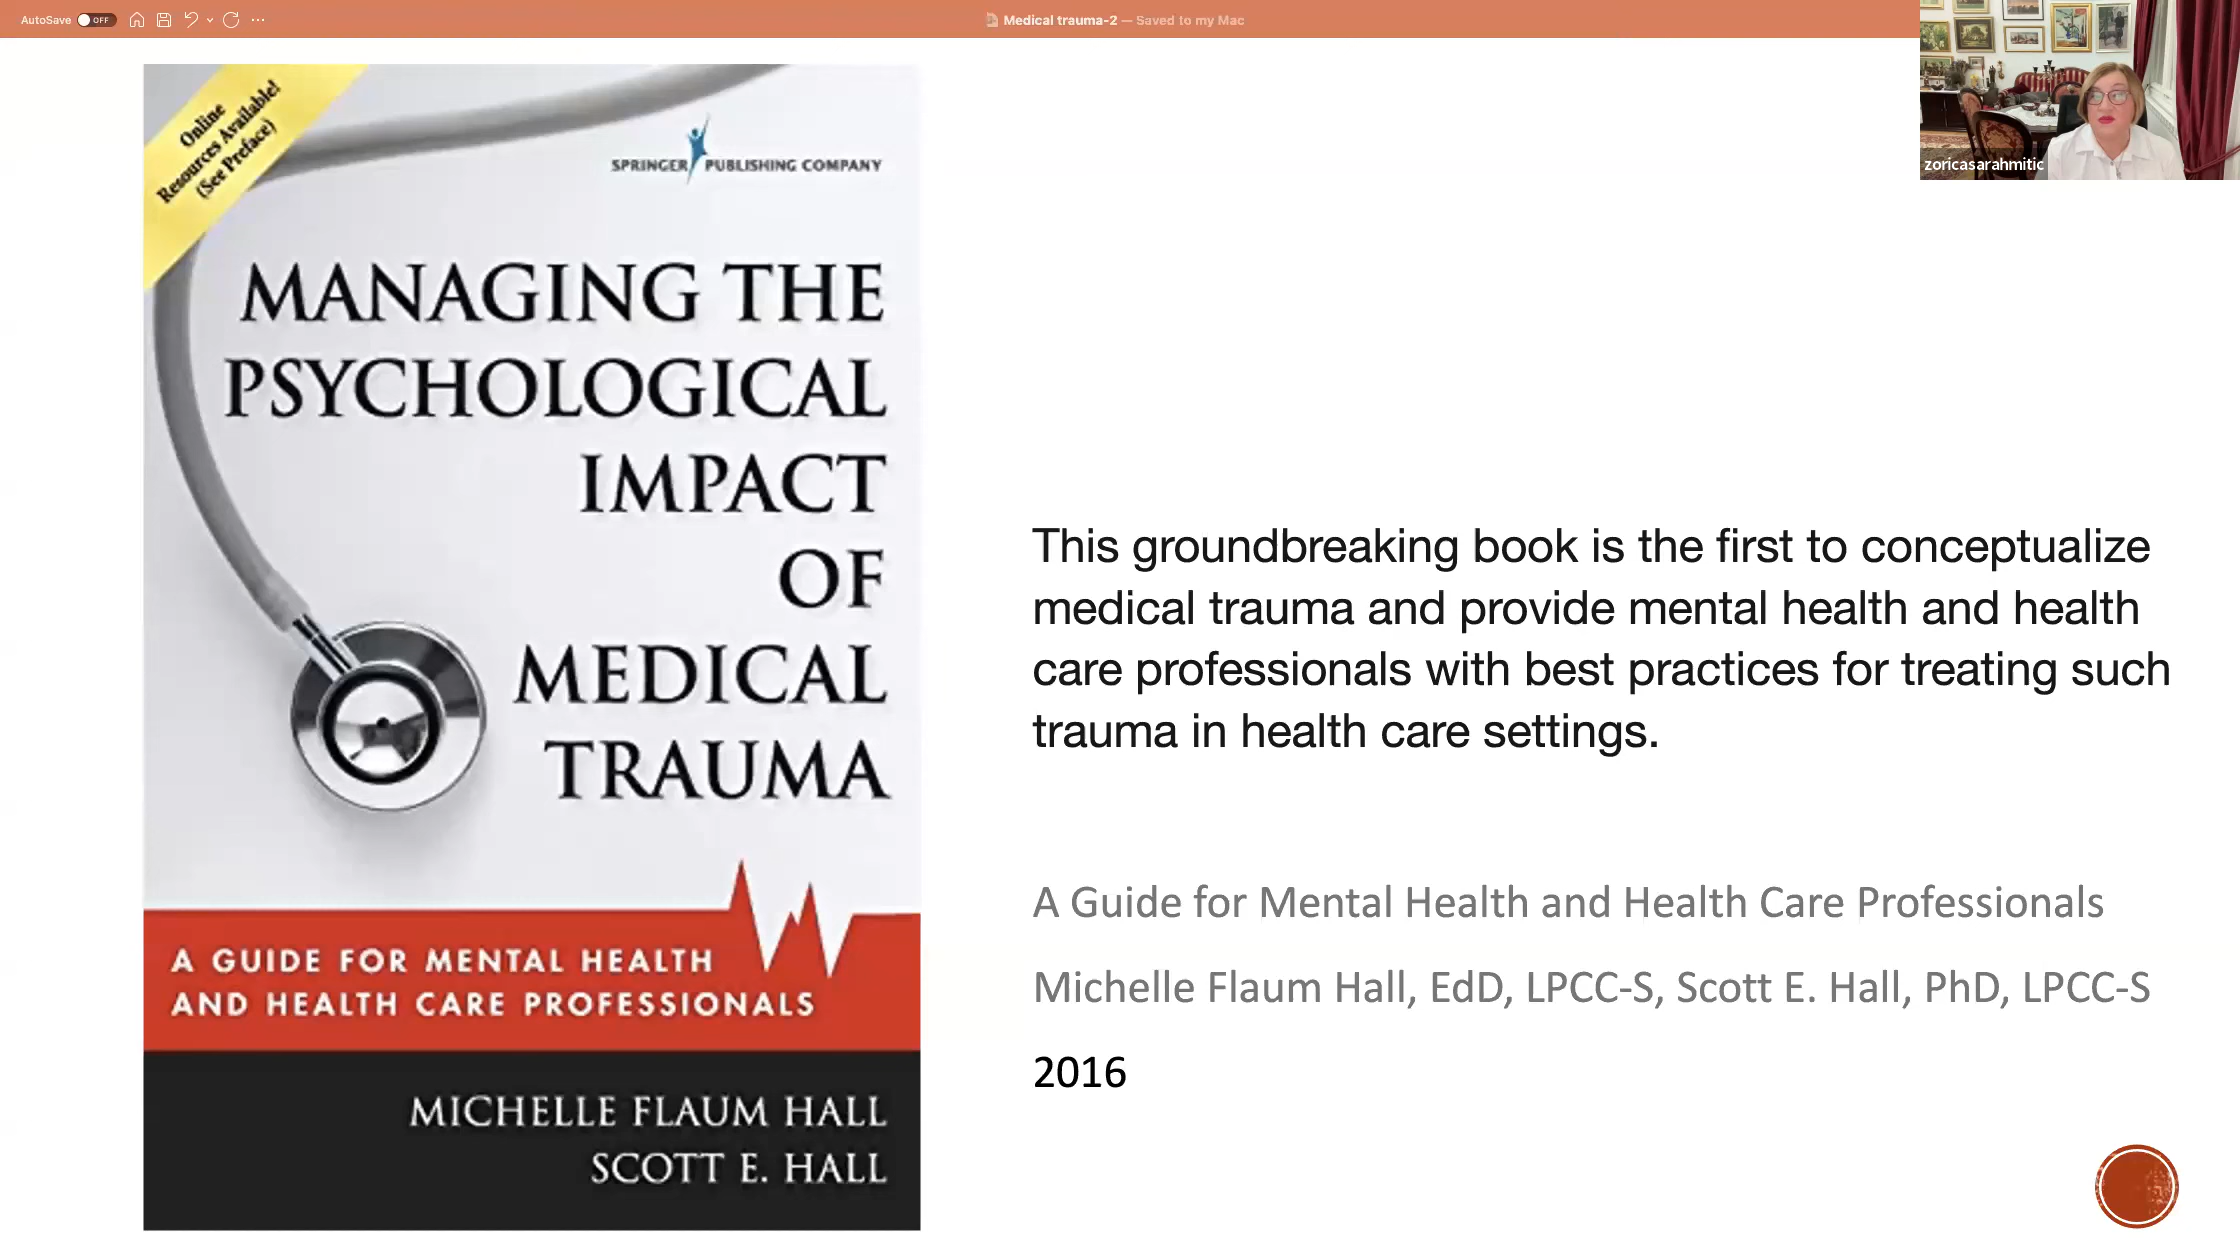 AutoSave OFF
Medical trauma-2 — Saved to my Mac
zoricasarahmitic
Online
Resources Available!
(See Preface)
SPRINGER PUBLISHING COMPANY
MANAGING THE
PSYCHOLOGICAL
IMPACT
OF
MEDICAL
TRAUMA
A GUIDE FOR MENTAL HEALTH
AND HEALTH CARE PROFESSIONALS
MICHELLE FLAUM HALL
SCOTT E. HALL
This groundbreaking book is the first to conceptualize
medical trauma and provide mental health and health
care professionals with best practices for treating such
trauma in health care settings.
A Guide for Mental Health and Health Care Professionals
Michelle Flaum Hall, EdD, LPCC-S, Scott E. Hall, PhD, LPCC-S
2016